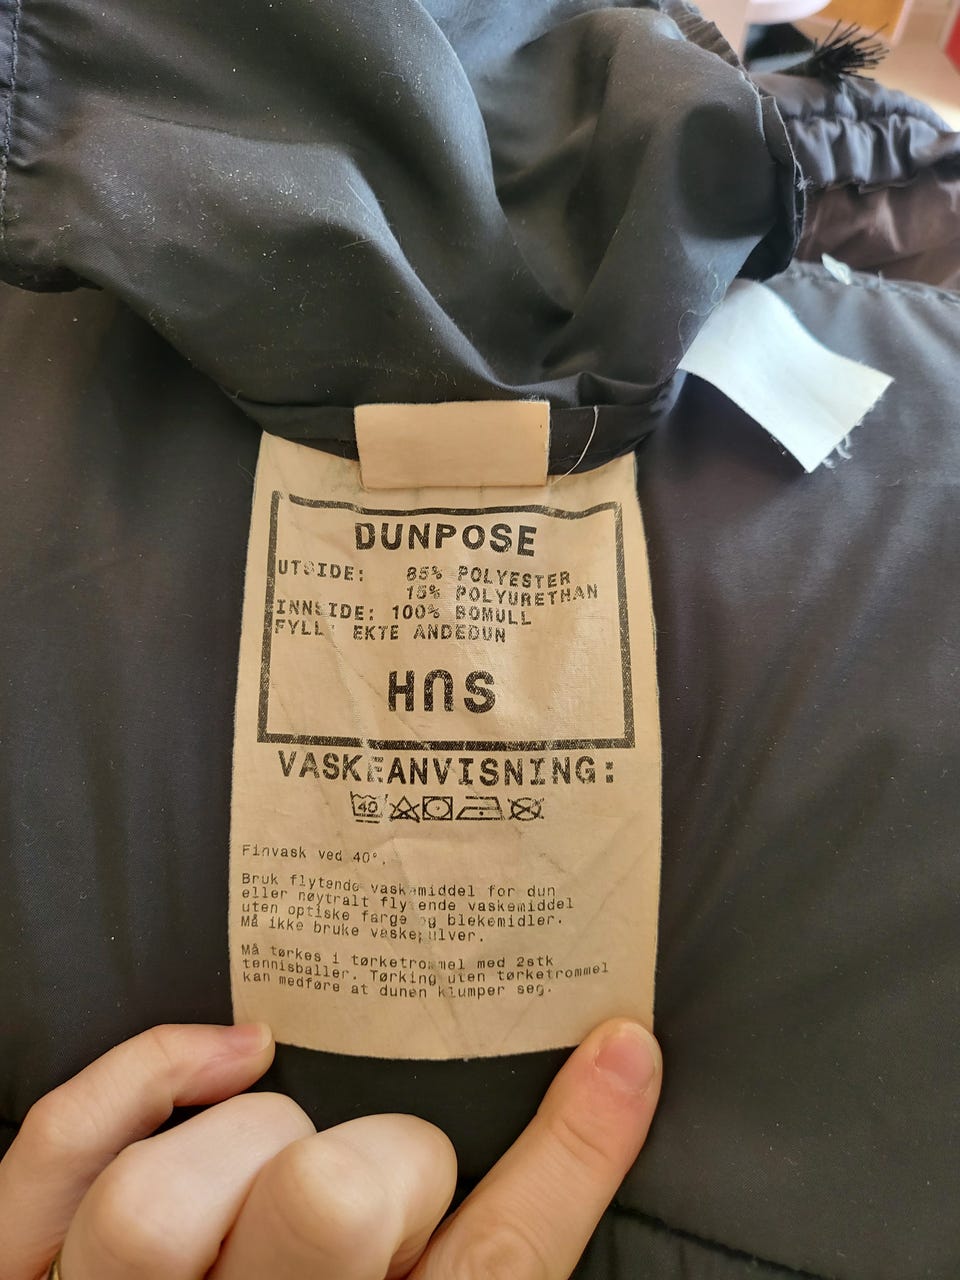 DUNPOSE
UTSIDE: 85% POLYESTER
15% POLYURETHAN
INNSIDE: 100% BOMULL
FYLL: EKTE ANDEDUN
HUS
VASKEANVISNING:
40
Finvask ved 40°.
Bruk flytende vaskemiddel for dun
eller nøytralt flytende vaskemiddel
uten optiske farge og blekemidler.
Må ikke bruke vaskepulver.
Må tørkes i tørketrommel med 2stk
tennisballer. Tørking uten tørketrommel
kan medføre at dunen klumper seg.